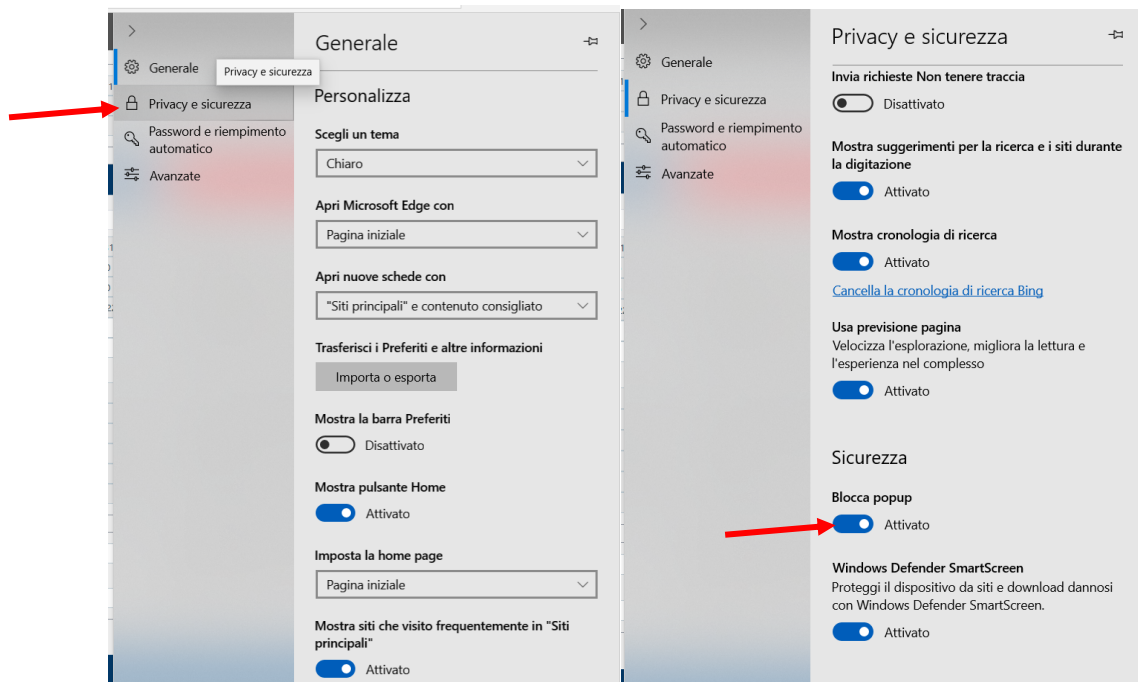 Generale
Privacy e sicurezza
Privacy e sicurezza
Password e riempimento
automatico
Avanzate
Generale
Personalizza
Scegli un tema
Chiaro
Apri Microsoft Edge con
Pagina iniziale
Apri nuove schede con
"Siti principali" e contenuto consigliato
Trasferisci i Preferiti e altre informazioni
Importa o esporta
Mostra la barra Preferiti
Disattivato
Mostra pulsante Home
Attivato
Imposta la home page
Pagina iniziale
Mostra siti che visito frequentemente in "Siti
principali"
Attivato
Generale
Privacy e sicurezza
Password e riempimento
automatico
Avanzate
Privacy e sicurezza
Invia richieste Non tenere traccia
Disattivato
Mostra suggerimenti per la ricerca e i siti durante
la digitazione
Attivato
Mostra cronologia di ricerca
Attivato
Cancella la cronologia di ricerca Bing
Usa previsione pagina
Velocizza l'esplorazione, migliora la lettura e
l'esperienza nel complesso
Attivato
Sicurezza
Blocca popup
Attivato
Windows Defender SmartScreen
Proteggi il dispositivo da siti e download dannosi
con Windows Defender SmartScreen.
Attivato